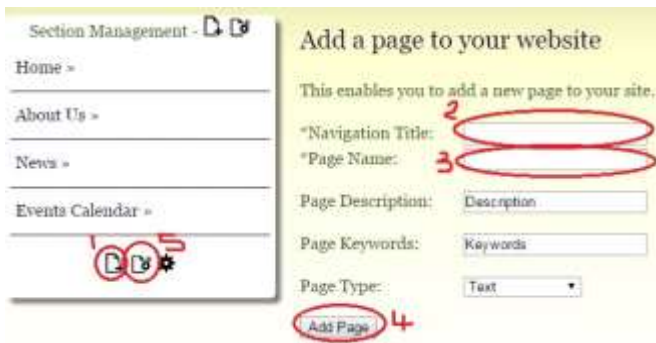 Section Management -
Home »
About Us »
News »
Events Calendar »
1
5
Add a page to your website
This enables you to add a new page to your site.
2
*Navigation Title:
*Page Name:
3
Page Description: Description
Page Keywords: Keywords
Page Type: Text
Add Page
4